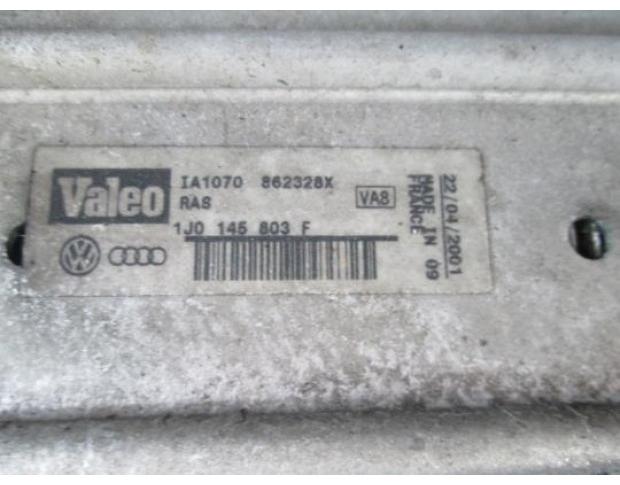 Valeo
IA1070 862328X
RAS
VA8
1J0 145 803 F
22/04/2001
MADE IN 09
FRANCE